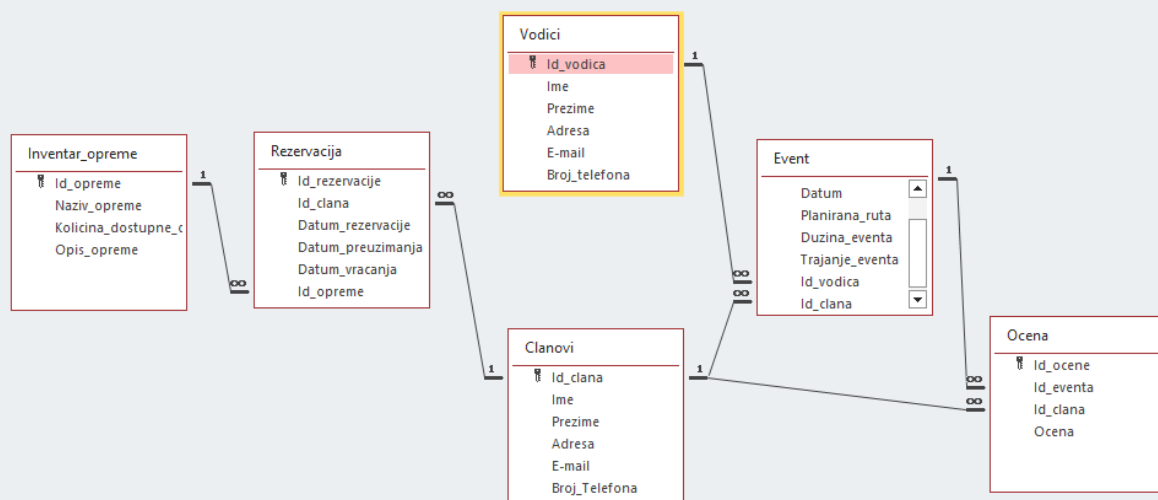 Inventar_opreme
Id_opreme
Naziv_opreme
Kolicina_dostupne_c
Opis_opreme
1
∞
Rezervacija
Id_rezervacije
Id_clana
Datum_rezervacije
Datum_preuzimanja
Datum_vracanja
Id_opreme
∞
1
Vodici
Id_vodica
Ime
Prezime
Adresa
E-mail
Broj_telefona
1
∞
∞
Clanovi
Id_clana
Ime
Prezime
Adresa
E-mail
Broj_Telefona
1
Event
Datum
Planirana_ruta
Duzina_eventa
Trajanje_eventa
Id_vodica
Id_clana
1
∞
∞
Ocena
Id_ocene
Id_eventa
Id_clana
Ocena